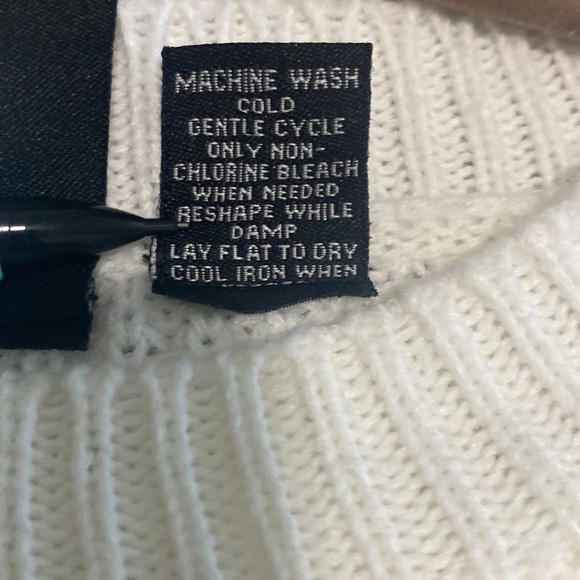 MACHINE WASH
COLD
GENTLE CYCLE
ONLY NON-
CHLORINE BLEACH
WHEN NEEDED
RESHAPE WHILE
DAMP
LAY FLAT TO DRY
COOL IRON WHEN